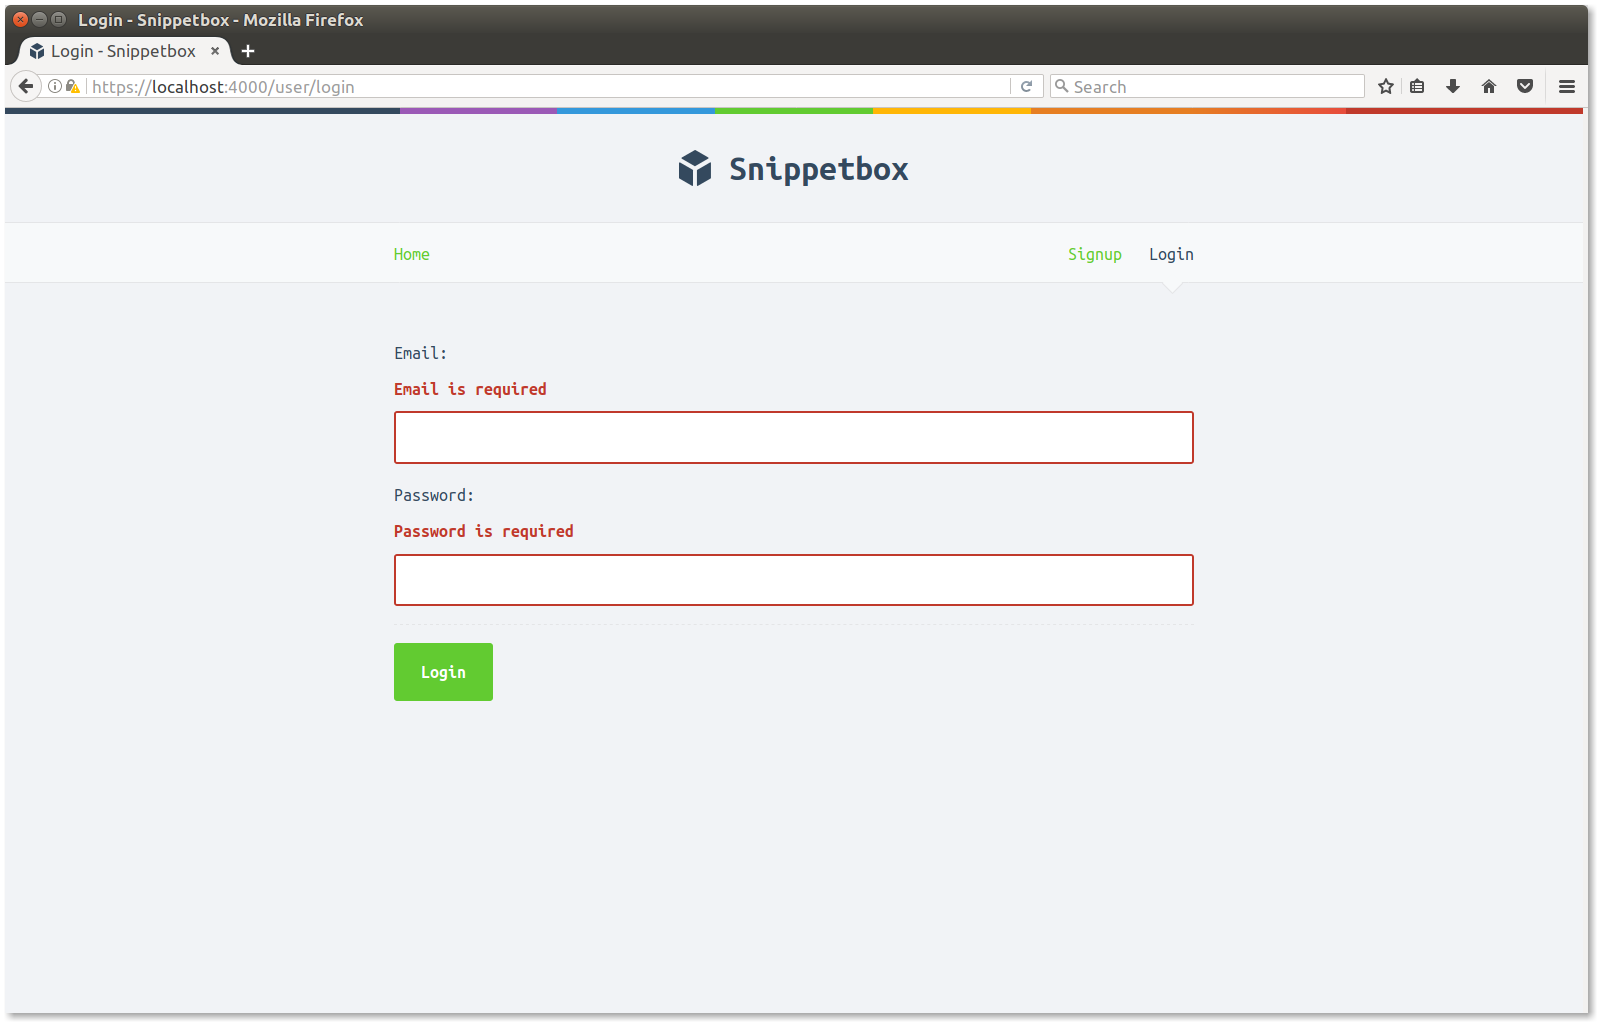 Login - Snippetbox - Mozilla Firefox
Login - Snippetbox
https://localhost:4000/user/login
Search
Snippetbox
Home Signup Login
Email:
Email is required
Password:
Password is required
Login